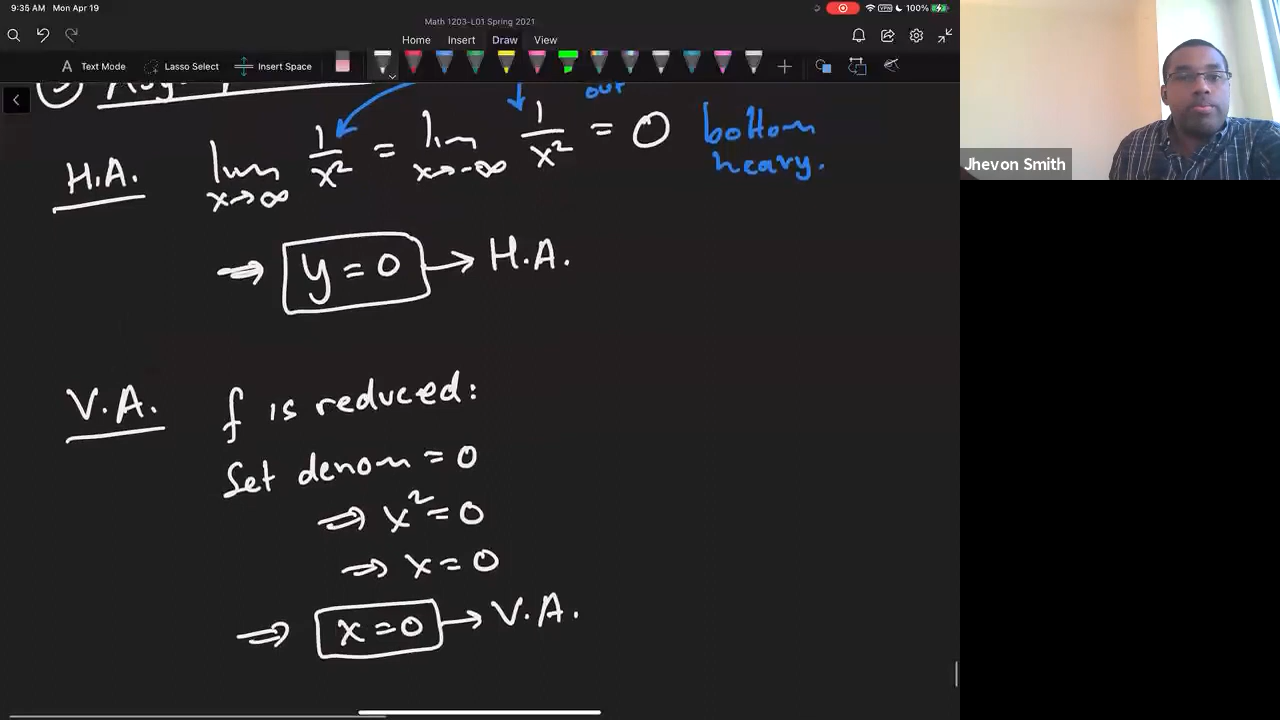 9:35 AM Mon Apr 19
100%
Math 1203-L01 Spring 2021
Home Insert Draw View
Text Mode Lasso Select Insert Space
out
H.A. lim x→∞ 1/x² = lim x→-∞ 1/x² = 0 bottom heavy.
⇒ y = 0 → H.A.
V.A. f is reduced:
Set denom = 0
⇒ x² = 0
⇒ x = 0
⇒ x = 0 → V.A.
Jhevon Smith